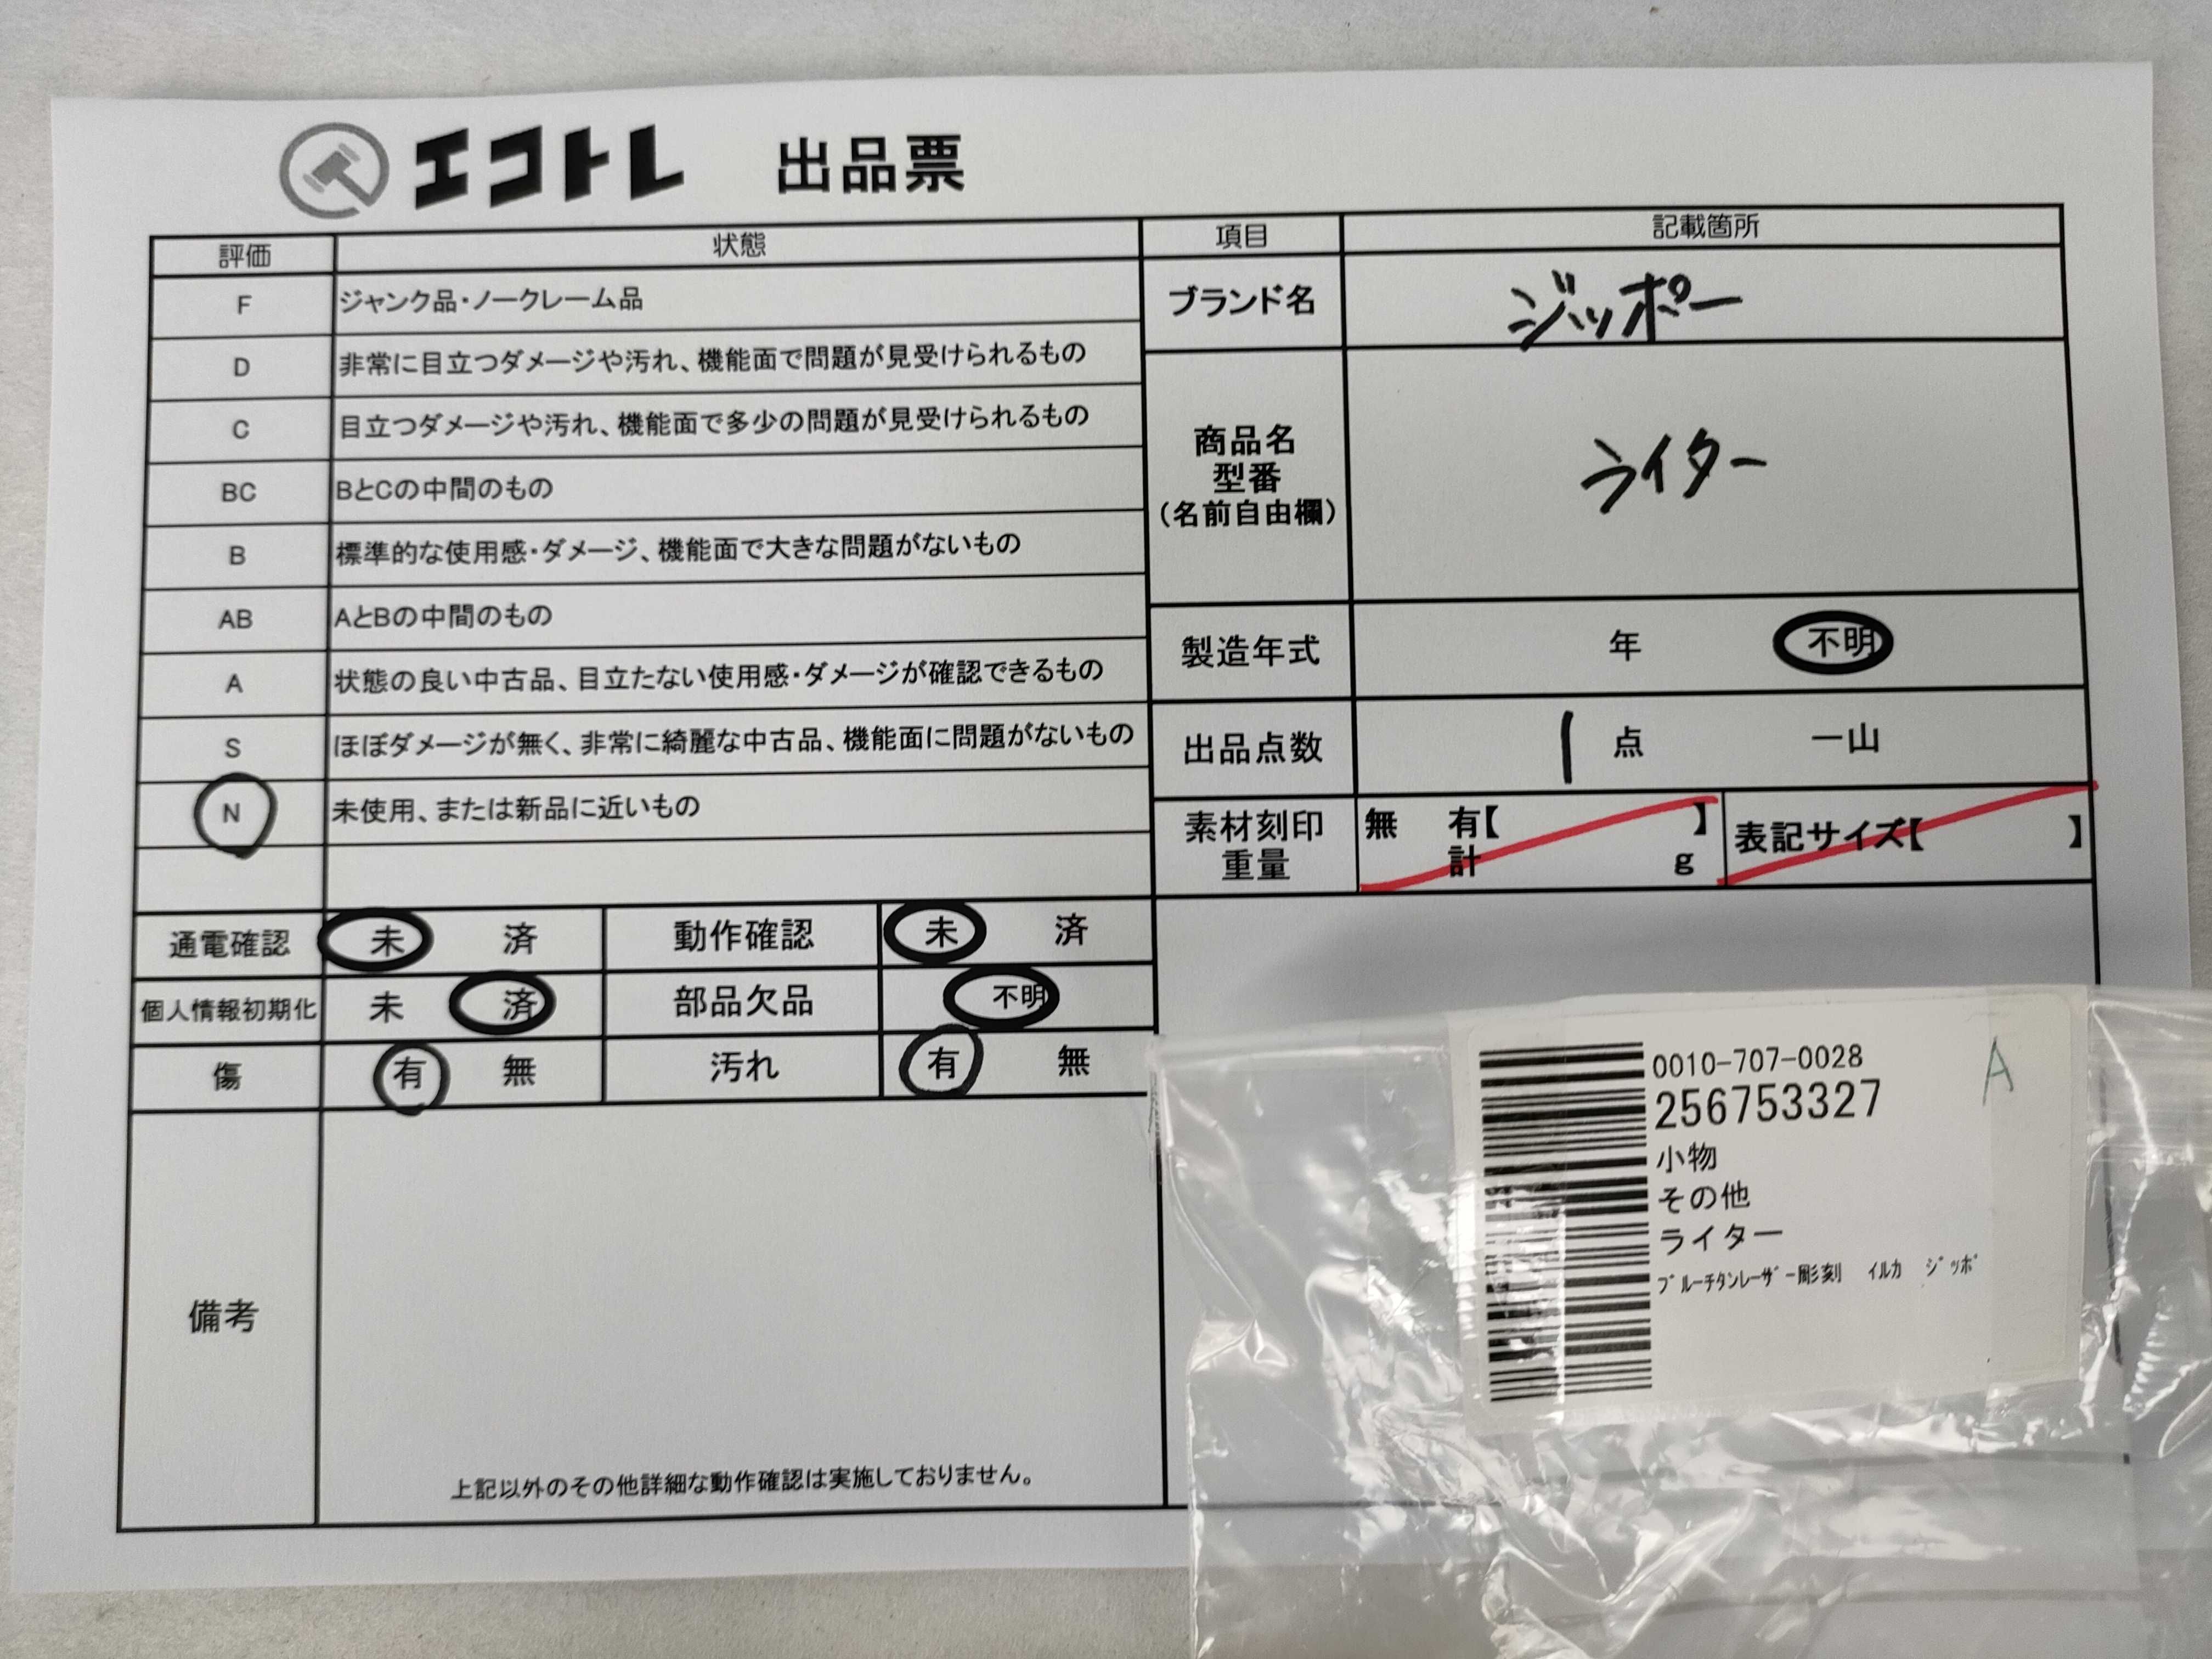 エコトレ 出品票
評価 状態
F ジャンク品・ノークレーム品
D 非常に目立つダメージや汚れ、機能面で問題が見受けられるもの
C 目立つダメージや汚れ、機能面で多少の問題が見受けられるもの
BC BとCの中間のもの
B 標準的な使用感・ダメージ、機能面で大きな問題がないもの
AB AとBの中間のもの
A 状態の良い中古品、目立たない使用感・ダメージが確認できるもの
S ほぼダメージが無く、非常に綺麗な中古品、機能面に問題がないもの
N 未使用、または新品に近いもの
通電確認 未 済 動作確認 未 済
個人情報初期化 未 済 部品欠品 不明
傷 有 無 汚れ 有 無
備考
上記以外のその他詳細な動作確認は実施しておりません。
項目 記載箇所
ブランド名 ジッポー
商品名
型番
(名前自由欄)
ライター
製造年式 年 不明
出品点数 1 点 一山
素材刻印 無 有【 】 表記サイズ【 】
重量 計 g
0010-707-0028
256753327
A
小物
その他
ライター
ブルーチタンレーザー彫刻 イルカ ジッポ